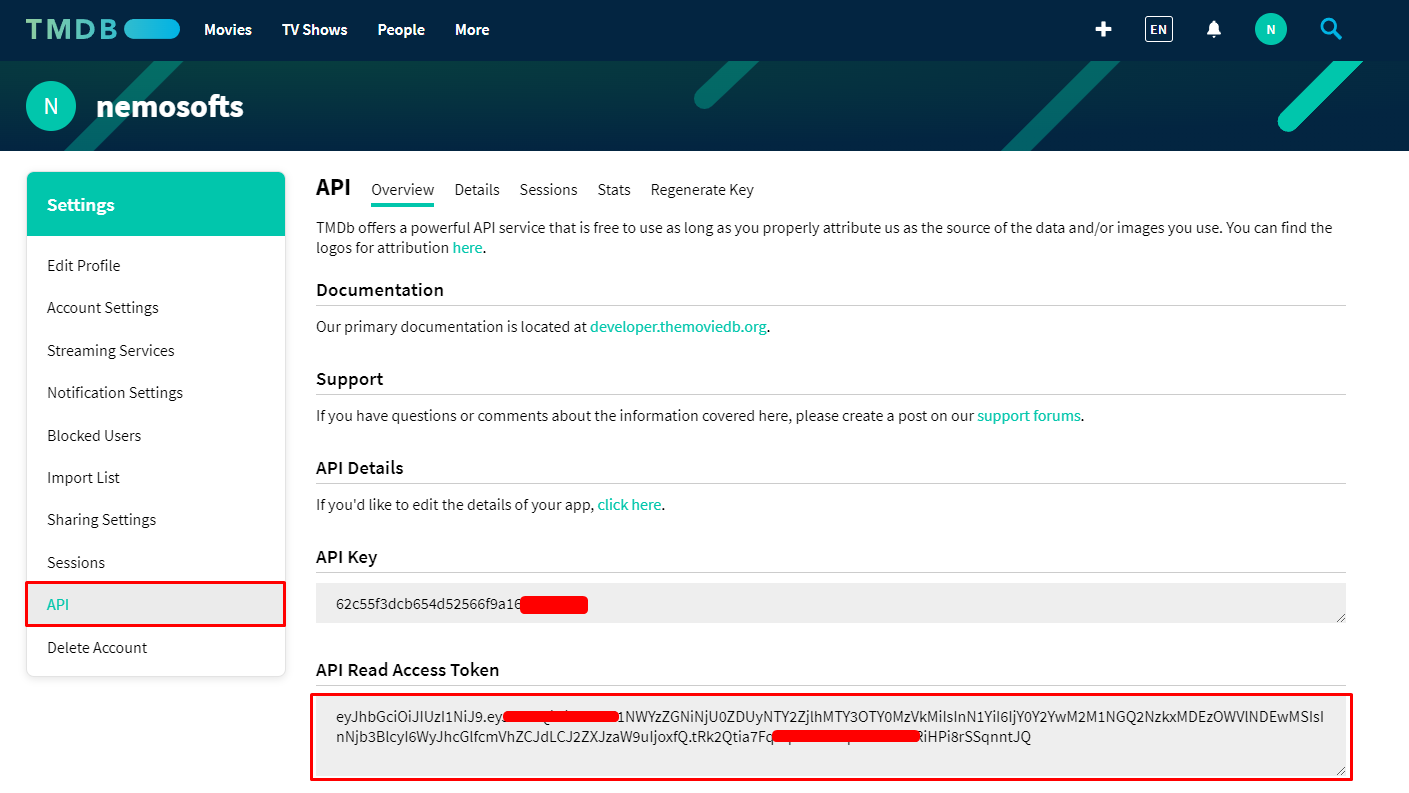 TMDB
Movies TV Shows People More EN N
N nemosofts
Settings
Edit Profile
Account Settings
Streaming Services
Notification Settings
Blocked Users
Import List
Sharing Settings
Sessions
API
Delete Account
API Overview Details Sessions Stats Regenerate Key
TMDb offers a powerful API service that is free to use as long as you properly attribute us as the source of the data and/or images you use. You can find the
logos for attribution here.
Documentation
Our primary documentation is located at developer.themoviedb.org.
Support
If you have questions or comments about the information covered here, please create a post on our support forums.
API Details
If you'd like to edit the details of your app, click here.
API Key
62c55f3dcb654d52566f9a16
API Read Access Token
eyJhbGciOiJIUzI1NiJ9.ey 1NWYzZGNiNjU0ZDUyNTY2ZjlhMTY3OTY0MzVkMiIsInN1YiI6IjY0Y2YwM2M1NGQ2NzkxMDEzOWVlNDEwMSIsI
nNjb3BlcyI6WyJhcGlfcmVhZCJdLCJ2ZXJzaW9uIjoxfQ.tRk2Qtia7Fq RiHPi8rSSqnntJQ